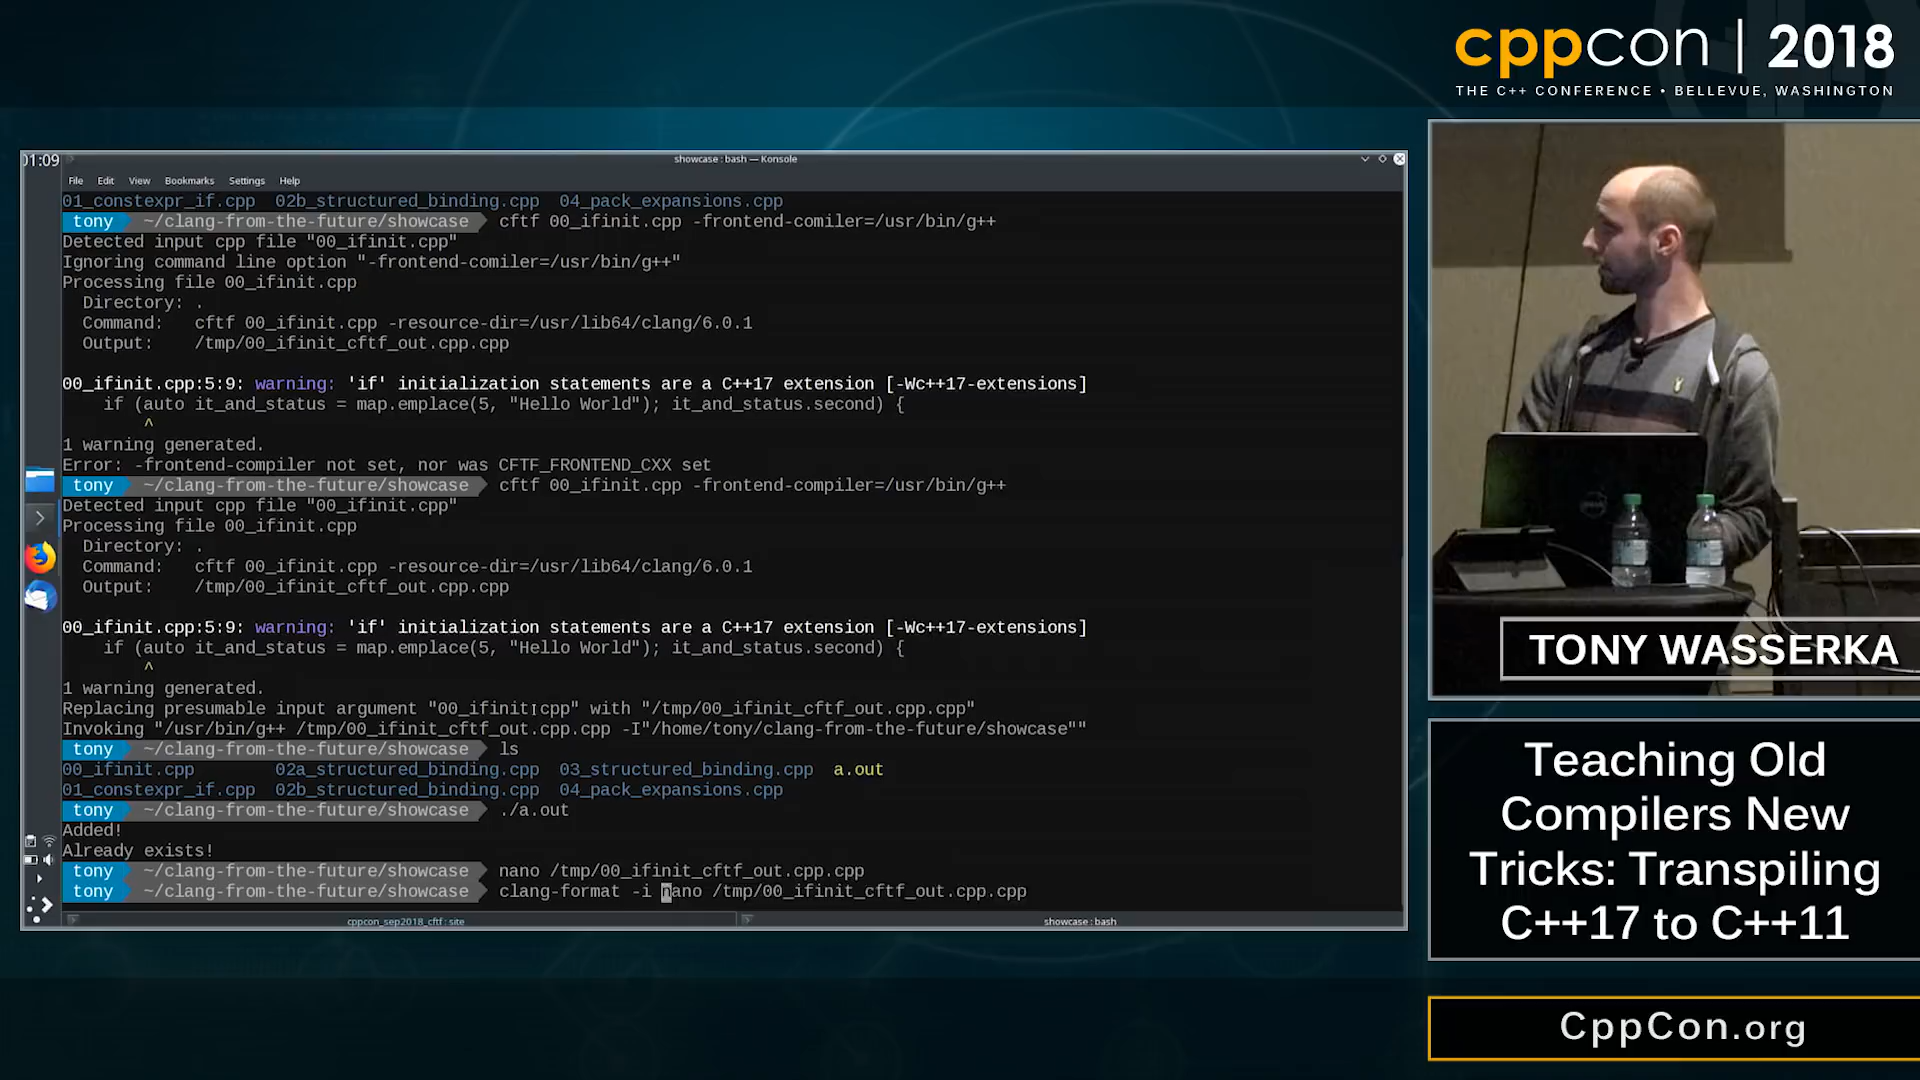 cppcon | 2018
THE C++ CONFERENCE • BELLEVUE, WASHINGTON
01:09
showcase : bash — Konsole
File Edit View Bookmarks Settings Help
01_constexpr_if.cpp 02b_structured_binding.cpp 04_pack_expansions.cpp
tony ~/clang-from-the-future/showcase cftf 00_ifinit.cpp -frontend-comiler=/usr/bin/g++
Detected input cpp file "00_ifinit.cpp"
Ignoring command line option "-frontend-comiler=/usr/bin/g++"
Processing file 00_ifinit.cpp
Directory: .
Command: cftf 00_ifinit.cpp -resource-dir=/usr/lib64/clang/6.0.1
Output: /tmp/00_ifinit_cftf_out.cpp.cpp
00_ifinit.cpp:5:9: warning: 'if' initialization statements are a C++17 extension [-Wc++17-extensions]
if (auto it_and_status = map.emplace(5, "Hello World"); it_and_status.second) {
^
1 warning generated.
Error: -frontend-compiler not set, nor was CFTF_FRONTEND_CXX set
tony ~/clang-from-the-future/showcase cftf 00_ifinit.cpp -frontend-compiler=/usr/bin/g++
Detected input cpp file "00_ifinit.cpp"
Processing file 00_ifinit.cpp
Directory: .
Command: cftf 00_ifinit.cpp -resource-dir=/usr/lib64/clang/6.0.1
Output: /tmp/00_ifinit_cftf_out.cpp.cpp
00_ifinit.cpp:5:9: warning: 'if' initialization statements are a C++17 extension [-Wc++17-extensions]
if (auto it_and_status = map.emplace(5, "Hello World"); it_and_status.second) {
^
1 warning generated.
Replacing presumable input argument "00_ifinit.cpp" with "/tmp/00_ifinit_cftf_out.cpp.cpp"
Invoking "/usr/bin/g++ /tmp/00_ifinit_cftf_out.cpp.cpp -I"/home/tony/clang-from-the-future/showcase""
tony ~/clang-from-the-future/showcase ls
00_ifinit.cpp 02a_structured_binding.cpp 03_structured_binding.cpp a.out
01_constexpr_if.cpp 02b_structured_binding.cpp 04_pack_expansions.cpp
tony ~/clang-from-the-future/showcase ./a.out
Added!
Already exists!
tony ~/clang-from-the-future/showcase nano /tmp/00_ifinit_cftf_out.cpp.cpp
tony ~/clang-from-the-future/showcase clang-format -i nano /tmp/00_ifinit_cftf_out.cpp.cpp
cppcon_sep2018_cftf : site
showcase : bash
TONY WASSERKA
Teaching Old
Compilers New
Tricks: Transpiling
C++17 to C++11
CppCon.org